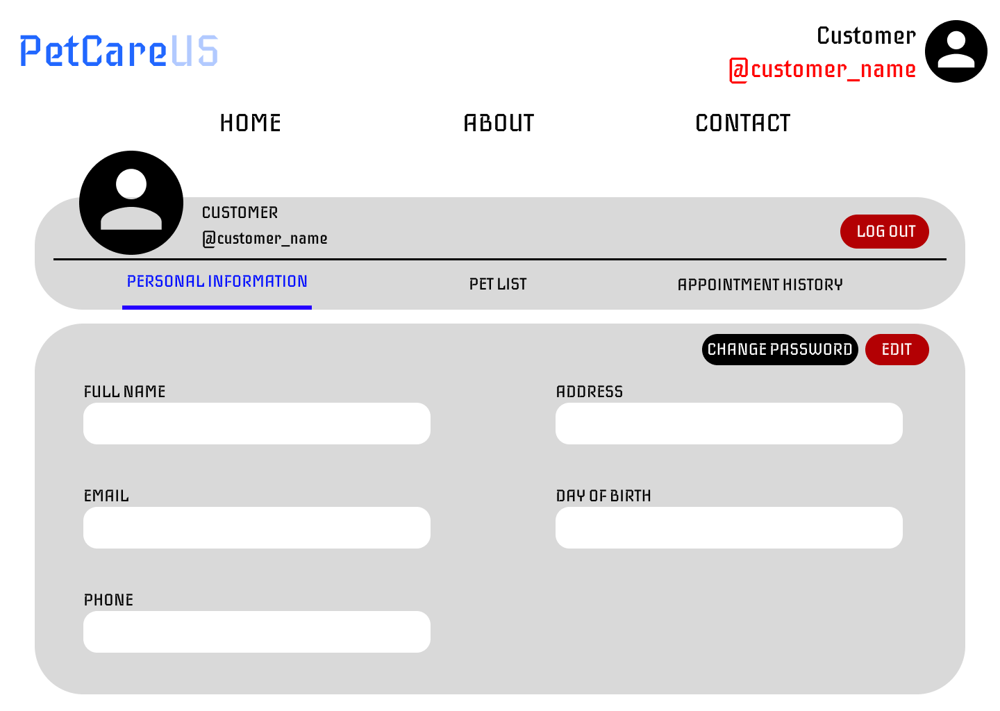 PetCareUS
Customer
@customer_name
HOME ABOUT CONTACT
CUSTOMER
@customer_name
LOG OUT
PERSONAL INFORMATION PET LIST APPOINTMENT HISTORY
CHANGE PASSWORD EDIT
FULL NAME ADDRESS
EMAIL DAY OF BIRTH
PHONE